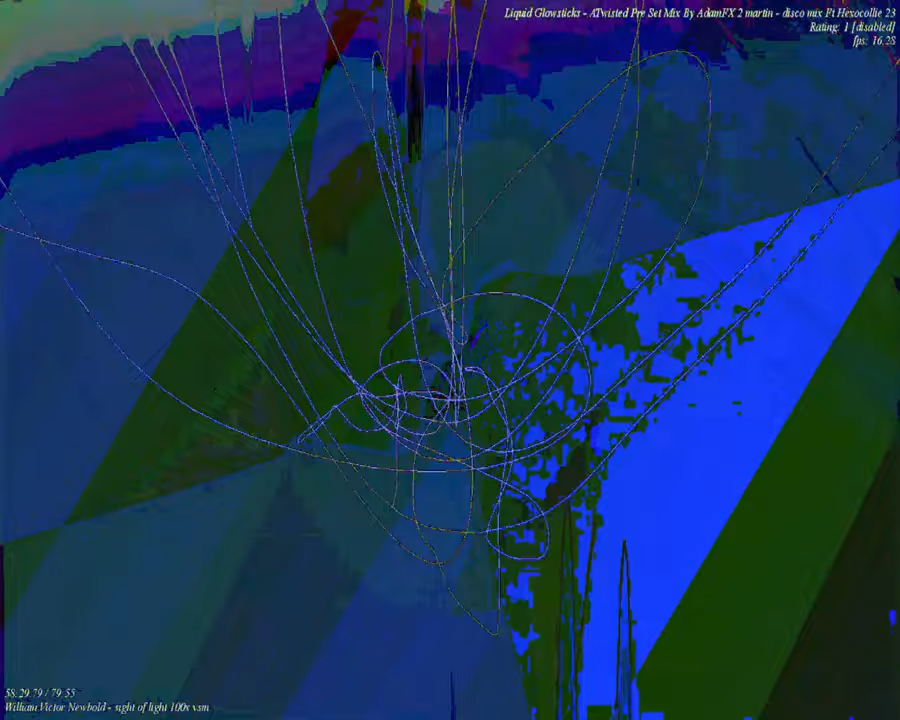 Liquid Glowsticks - ATwisted Pre Set Mix By AdamFX 2 martin - disco mix Ft Hexocollie 23
Rating: 1 [disabled]
fps: 16.28
58:29.79 / 79.55
William Victor Newbold - sight of light 100x vsm